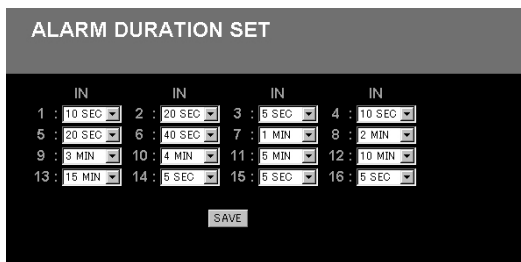 ALARM DURATION SET
IN IN IN IN
1 : 10 SEC 2 : 20 SEC 3 : 5 SEC 4 : 10 SEC
5 : 20 SEC 6 : 40 SEC 7 : 1 MIN 8 : 2 MIN
9 : 3 MIN 10 : 4 MIN 11 : 5 MIN 12 : 10 MIN
13 : 15 MIN 14 : 5 SEC 15 : 5 SEC 16 : 5 SEC
SAVE